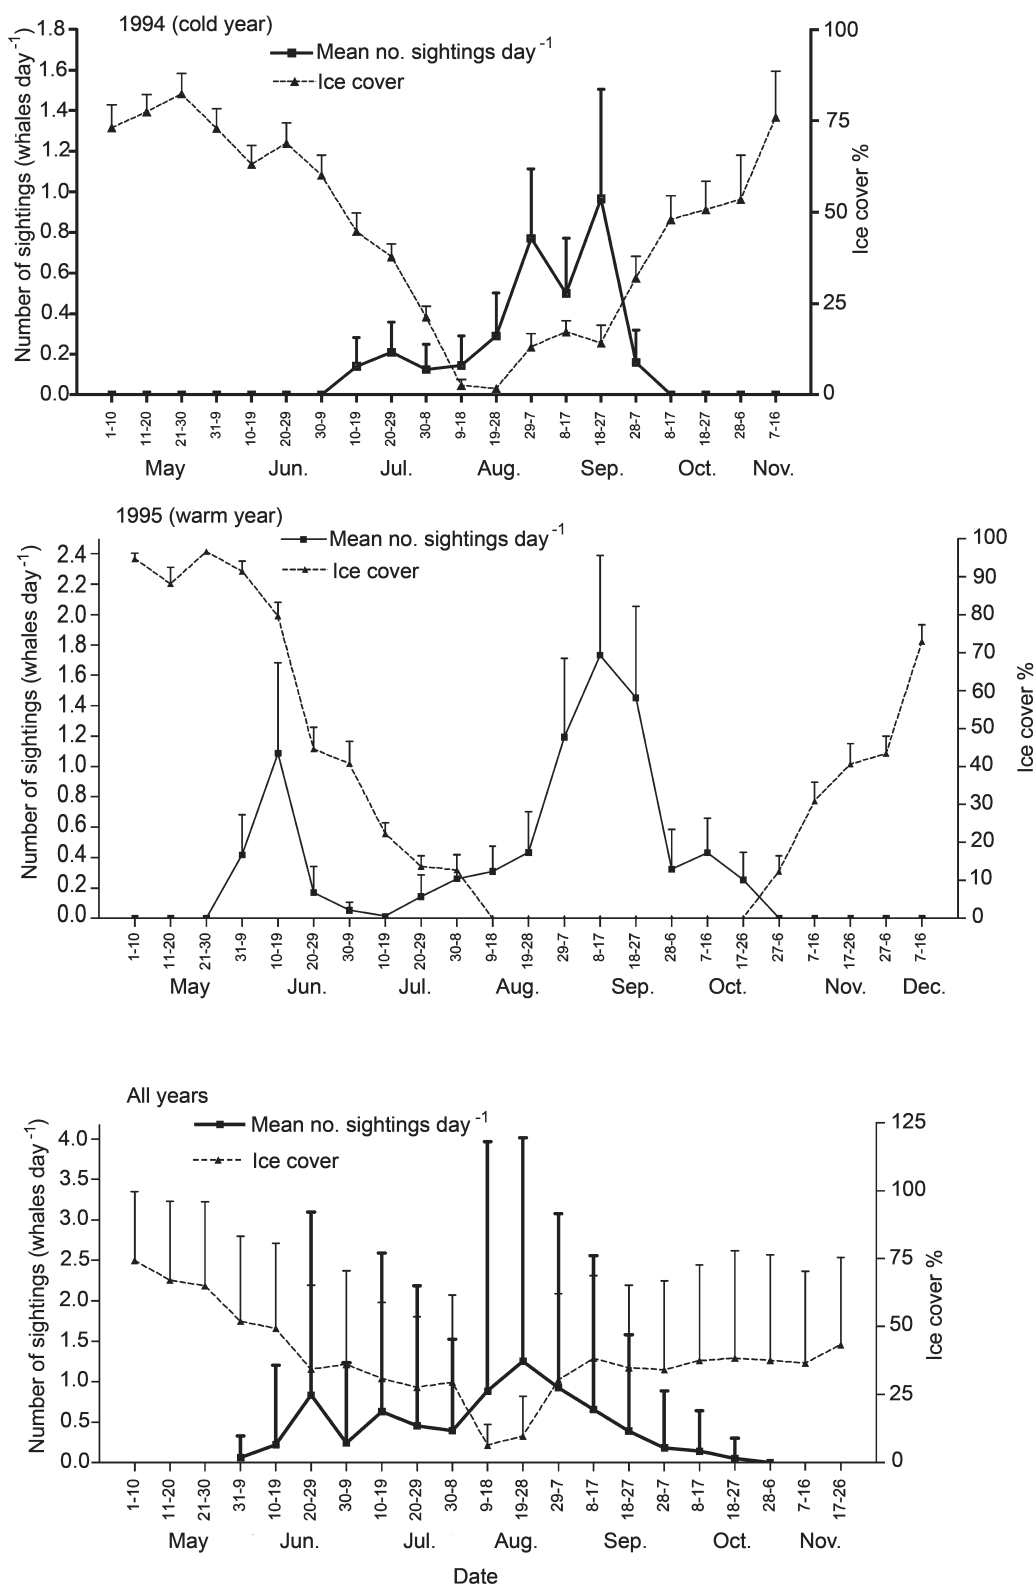 1994 (cold year)
Mean no. sightings day-1
Ice cover
Number of sightings (whales day-1)
1.8
1.6
1.4
1.2
1.0
0.8
0.6
0.4
0.2
0.0
100
75
50
25
0
Ice cover %
1-10 11-20 21-30 31-9 10-19 20-29 30-9 10-19 20-29 30-8 9-18 19-28 29-7 8-17 18-27 28-7 8-17 18-27 28-6 7-16
May Jun. Jul. Aug. Sep. Oct. Nov.
1995 (warm year)
Mean no. sightings day-1
Ice cover
Number of sightings (whales day-1)
2.4
2.2
2.0
1.8
1.6
1.4
1.2
1.0
0.8
0.6
0.4
0.2
0.0
100
90
80
70
60
50
40
30
20
10
0
Ice cover %
1-10 11-20 21-30 31-9 10-19 20-29 30-9 10-19 20-29 30-8 9-18 19-28 29-7 8-17 18-27 28-6 7-16 17-26 27-6 7-16 17-26 27-6 7-16
May Jun. Jul. Aug. Sep. Oct. Nov. Dec.
All years
Mean no. sightings day-1
Ice cover
Number of sightings (whales day-1)
4.0
3.5
3.0
2.5
2.0
1.5
1.0
0.5
0.0
125
100
75
50
25
0
Ice cover %
1-10 11-20 21-30 31-9 10-19 20-29 30-9 10-19 20-29 30-8 9-18 19-28 29-7 8-17 18-27 28-7 8-17 18-27 28-6 7-16 17-26
May Jun. Jul. Aug. Sep. Oct. Nov.
Date